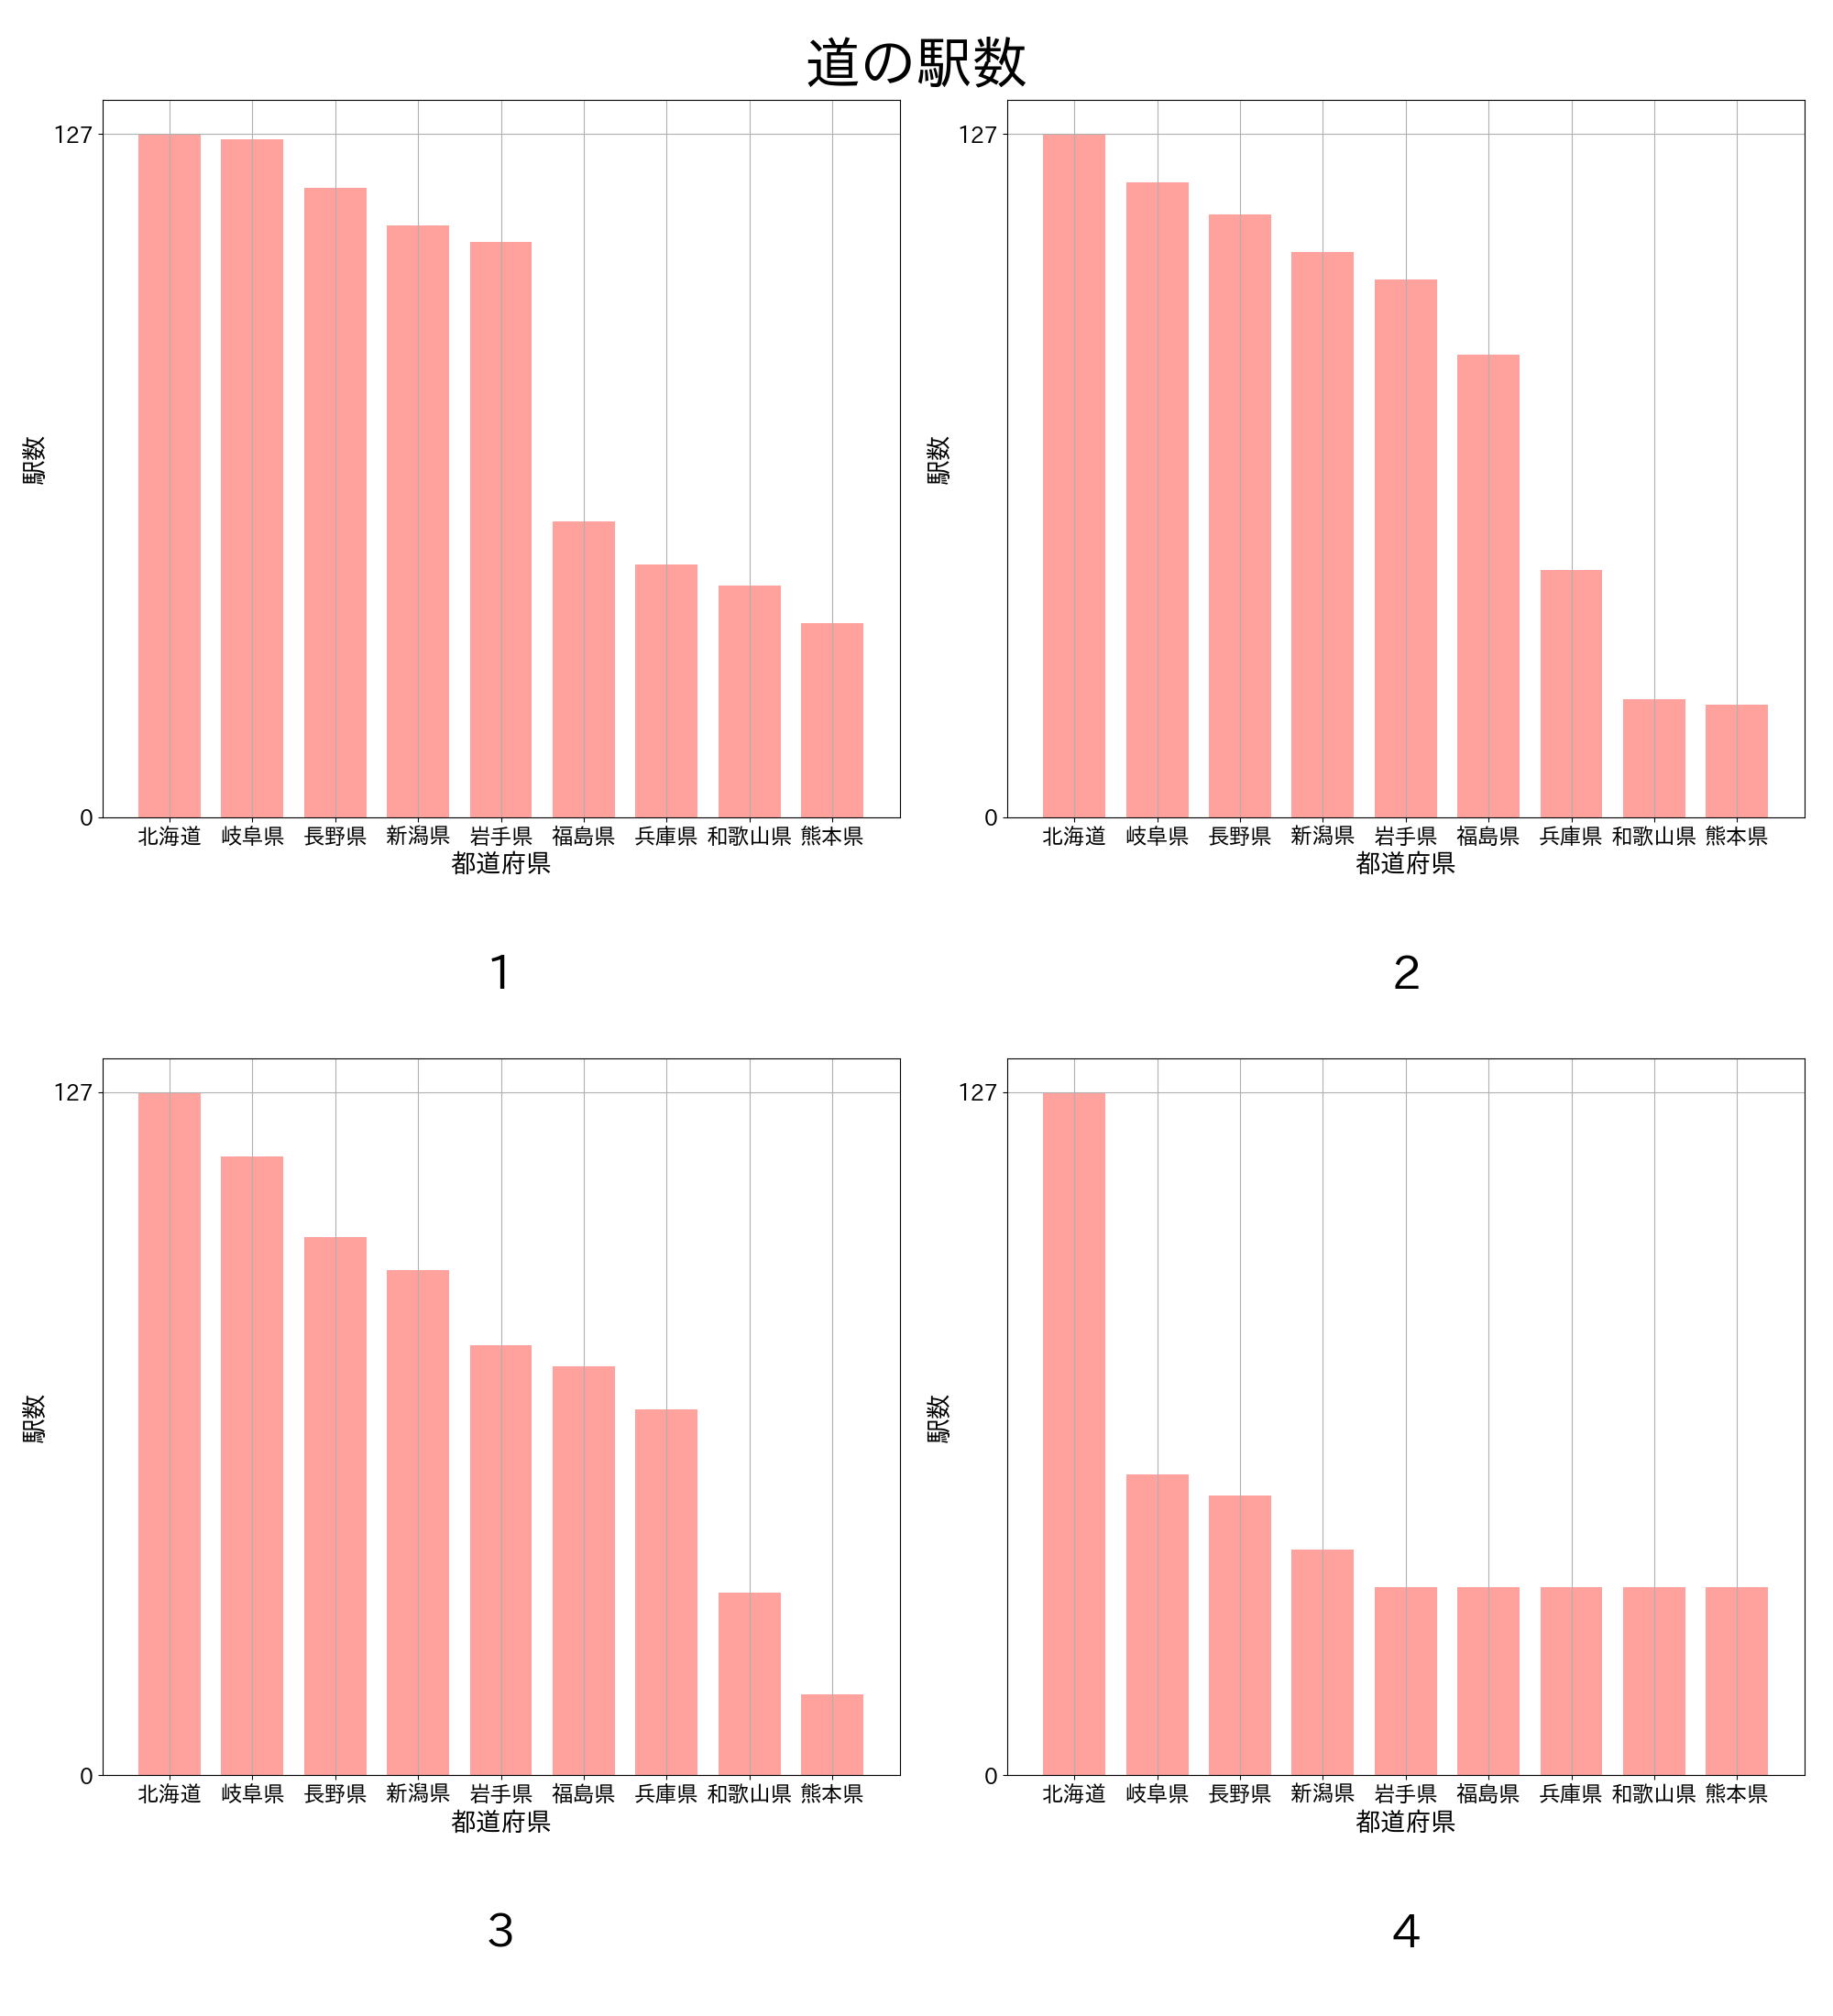 道の駅数
127
0
駅数
北海道 岐阜県 長野県 新潟県 岩手県 福島県 兵庫県 和歌山県 熊本県
都道府県
1
127
0
駅数
北海道 岐阜県 長野県 新潟県 岩手県 福島県 兵庫県 和歌山県 熊本県
都道府県
2
127
0
駅数
北海道 岐阜県 長野県 新潟県 岩手県 福島県 兵庫県 和歌山県 熊本県
都道府県
3
127
0
駅数
北海道 岐阜県 長野県 新潟県 岩手県 福島県 兵庫県 和歌山県 熊本県
都道府県
4